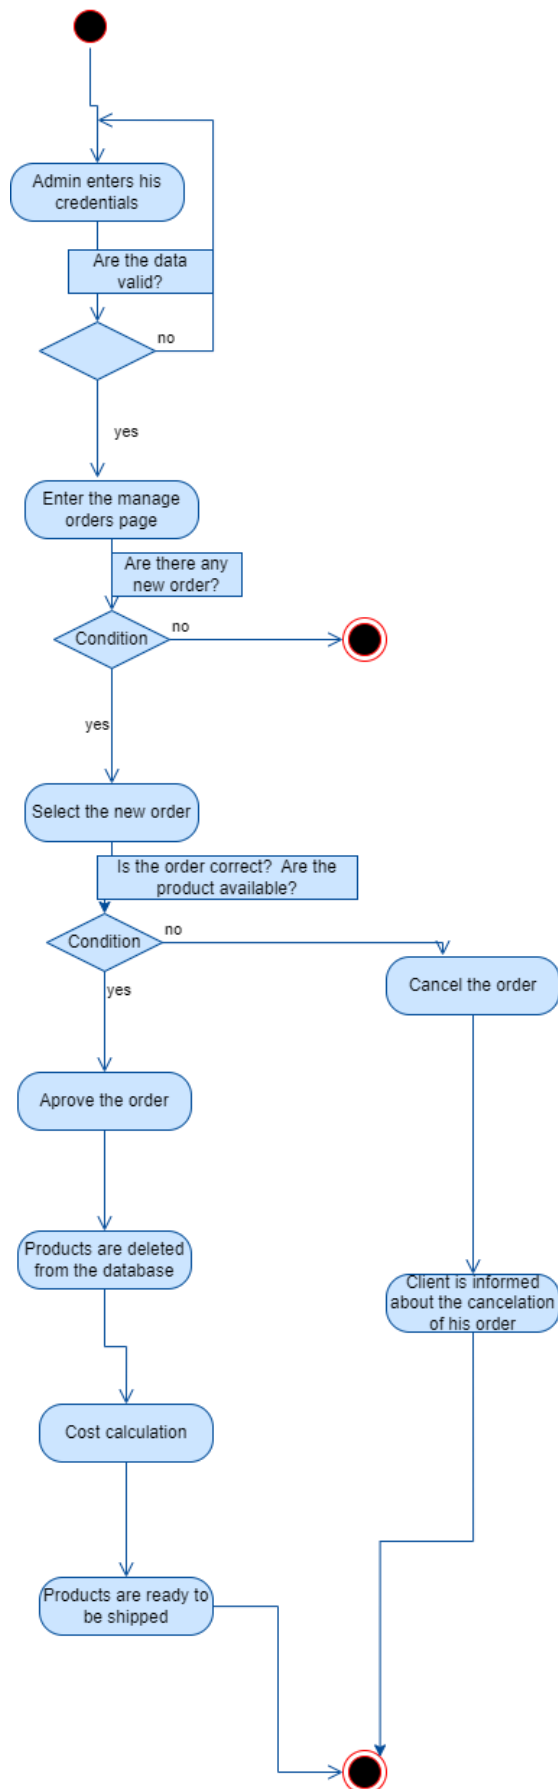 Admin enters his
credentials
Are the data
valid?
no
yes
Enter the manage
orders page
Are there any
new order?
Condition
no
yes
Select the new order
Is the order correct?  Are the
product available?
Condition
no
Cancel the order
yes
Aprove the order
Products are deleted
from the database
Client is informed
about the cancelation
of his order
Cost calculation
Products are ready to
be shipped